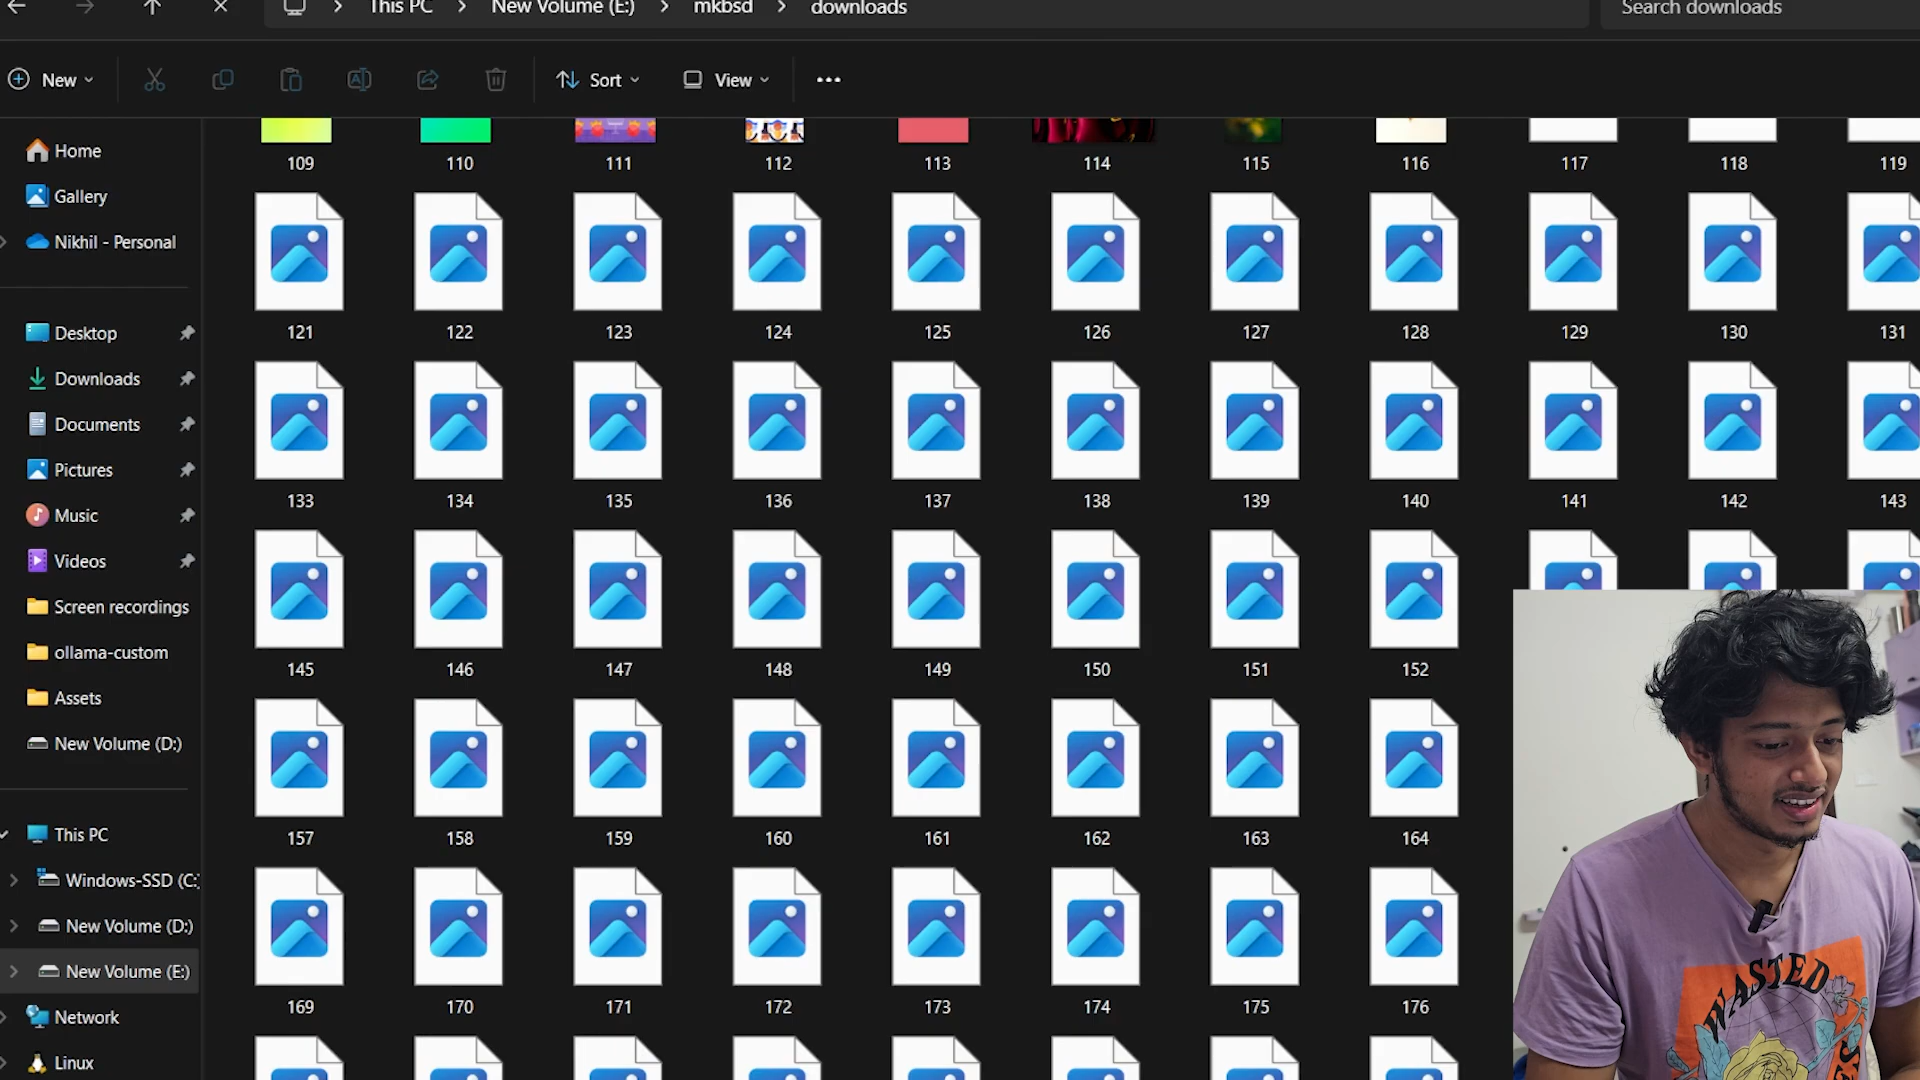 This PC > New Volume (E:) > mkbsd > downloads
Search downloads
New
Sort
View
Home
Gallery
Nikhil - Personal
Desktop
Downloads
Documents
Pictures
Music
Videos
Screen recordings
ollama-custom
Assets
New Volume (D:)
This PC
Windows-SSD (C:)
New Volume (D:)
New Volume (E:)
Network
Linux
109 110 111 112 113 114 115 116 117 118 119
121 122 123 124 125 126 127 128 129 130 131
133 134 135 136 137 138 139 140 141 142 143
145 146 147 148 149 150 151 152
157 158 159 160 161 162 163 164
169 170 171 172 173 174 175 176
WASTED